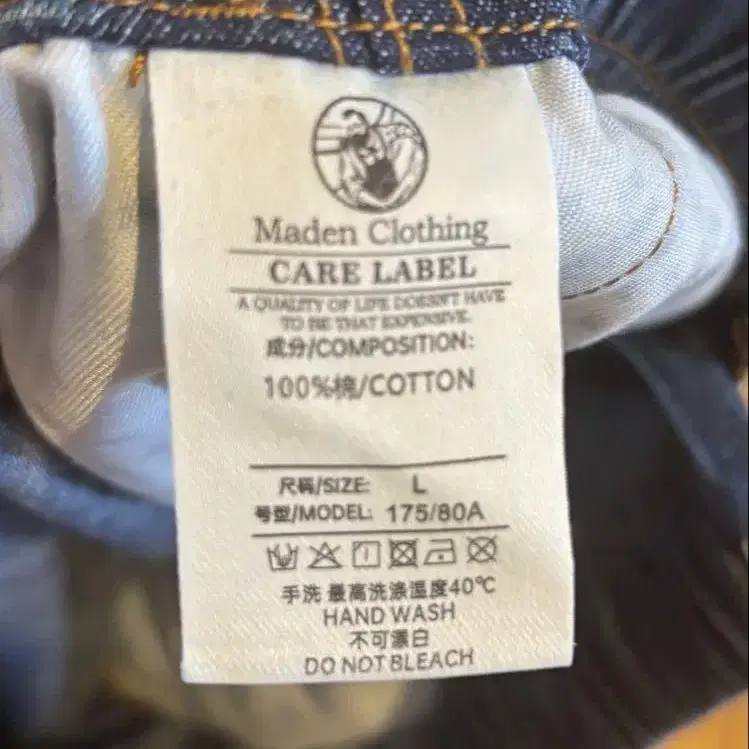 Maden Clothing
CARE LABEL
A QUALITY OF LIFE DOESN'T HAVE
TO BE THAT EXPENSIVE.
成分/COMPOSITION:
100%棉/COTTON
尺码/SIZE: L
号型/MODEL: 175/80A
手洗 最高洗涤温度40℃
HAND WASH
不可漂白
DO NOT BLEACH